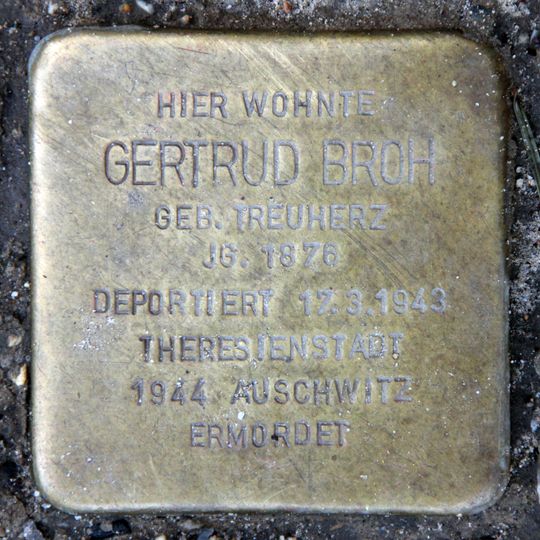 HIER WOHNTE
GERTRUD BROH
GEB. TREUHERZ
JG. 1876
DEPORTIERT 17.3.1943
THERESIENSTADT
1944 AUSCHWITZ
ERMORDET